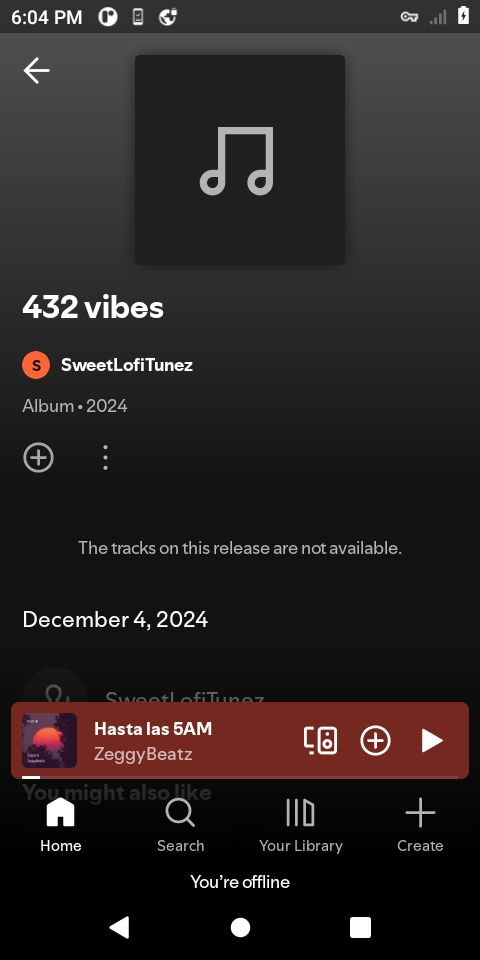 6:04 PM
432 vibes
S
SweetLofiTunez
Album • 2024
The tracks on this release are not available.
December 4, 2024
SweetLofiTunez
Hasta las 5AM
ZeggyBeatz
You might also like
Home
Search
Your Library
Create
You're offline